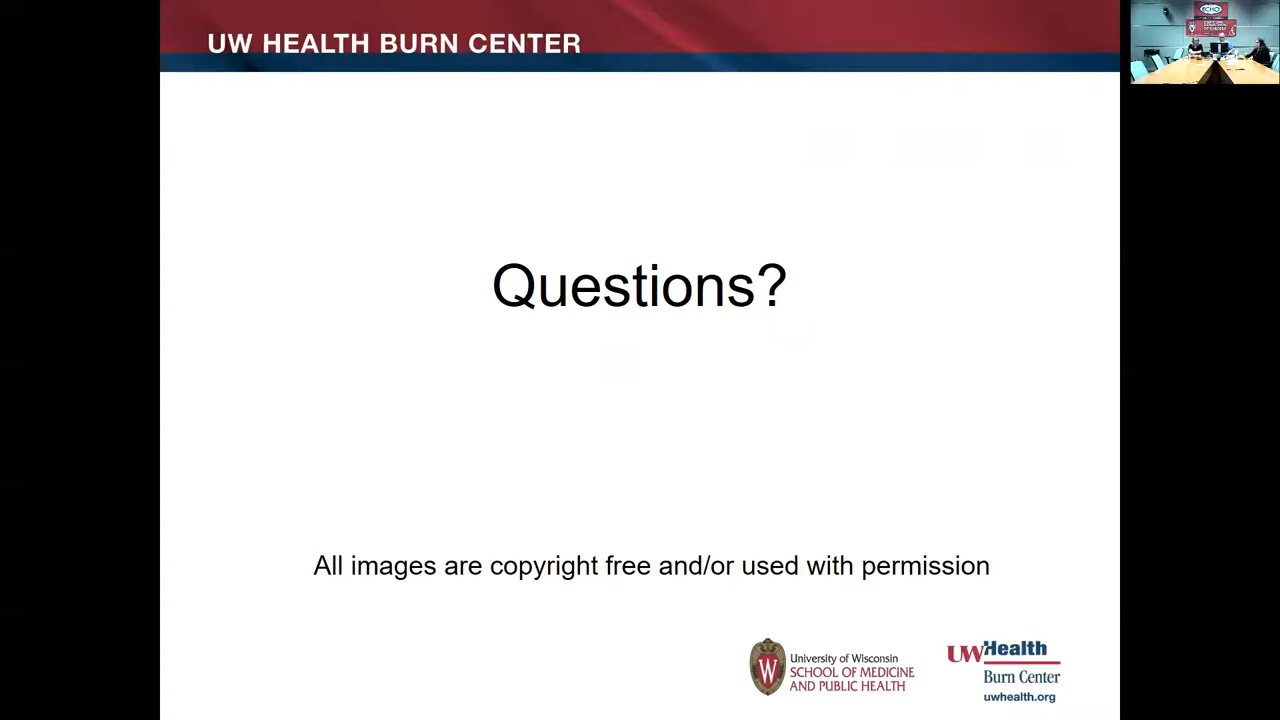 UW HEALTH BURN CENTER
ECHO
Questions?
All images are copyright free and/or used with permission
W
University of Wisconsin
SCHOOL OF MEDICINE
AND PUBLIC HEALTH
UWHealth
Burn Center
uwhealth.org